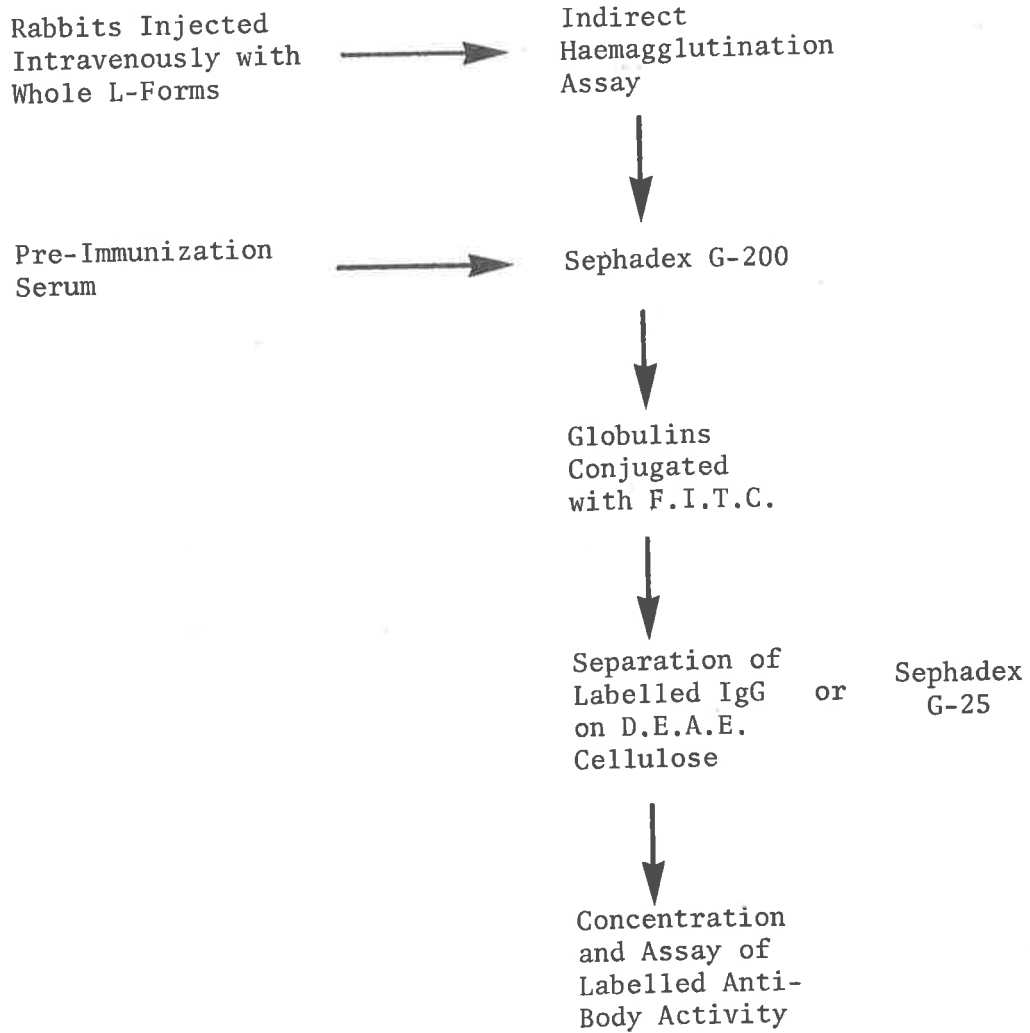 Rabbits Injected
Intravenously with
Whole L-Forms
Indirect
Haemagglutination
Assay
Pre-Immunization
Serum
Sephadex G-200
Globulins
Conjugated
with F.I.T.C.
Separation of
Labelled IgG
on D.E.A.E.
Cellulose
or
Sephadex
G-25
Concentration
and Assay of
Labelled Anti-
Body Activity